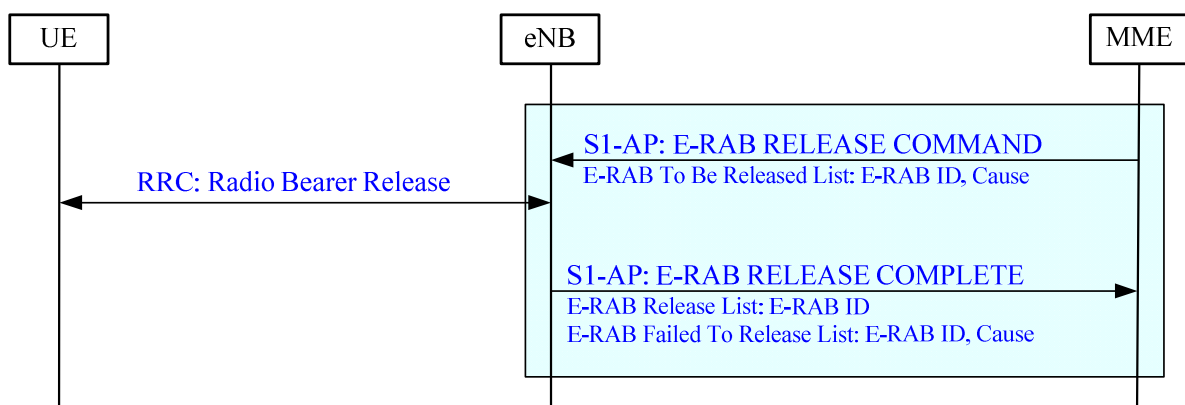 UE
eNB
MME
S1-AP: E-RAB RELEASE COMMAND
E-RAB To Be Released List: E-RAB ID, Cause
RRC: Radio Bearer Release
S1-AP: E-RAB RELEASE COMPLETE
E-RAB Release List: E-RAB ID
E-RAB Failed To Release List: E-RAB ID, Cause